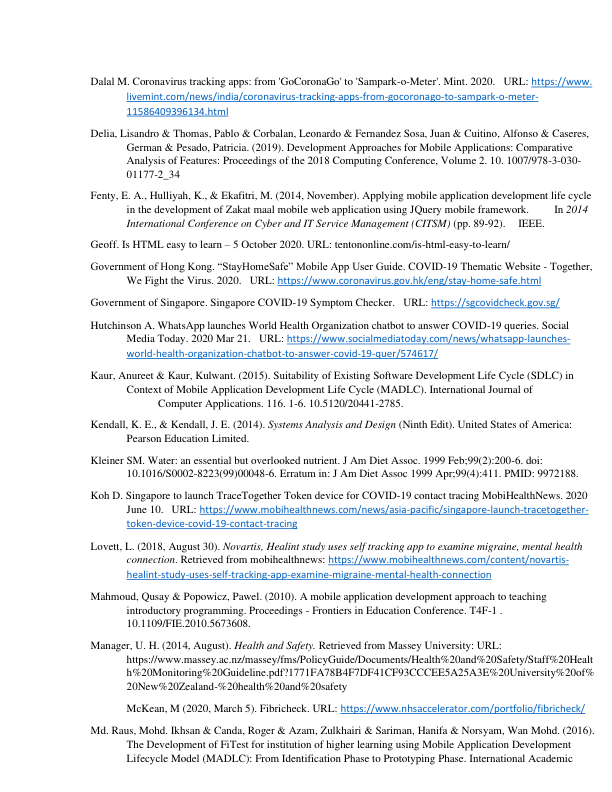 Dalal M. Coronavirus tracking apps: from 'GoCoronaGo' to 'Sampark-o-Meter'. Mint. 2020. URL: https://www.
livemint.com/news/india/coronavirus-tracking-apps-from-gocoronago-to-sampark-o-meter-
11586409396134.html
Delia, Lisandro & Thomas, Pablo & Corbalan, Leonardo & Fernandez Sosa, Juan & Cuitino, Alfonso & Caseres,
German & Pesado, Patricia. (2019). Development Approaches for Mobile Applications: Comparative
Analysis of Features: Proceedings of the 2018 Computing Conference, Volume 2. 10. 1007/978-3-030-
01177-2_34
Fenty, E. A., Hulliyah, K., & Ekafitri, M. (2014, November). Applying mobile application development life cycle
in the development of Zakat maal mobile web application using JQuery mobile framework. In 2014
International Conference on Cyber and IT Service Management (CITSM) (pp. 89-92). IEEE.
Geoff. Is HTML easy to learn – 5 October 2020. URL: tentononline.com/is-html-easy-to-learn/
Government of Hong Kong. “StayHomeSafe” Mobile App User Guide. COVID-19 Thematic Website - Together,
We Fight the Virus. 2020. URL: https://www.coronavirus.gov.hk/eng/stay-home-safe.html
Government of Singapore. Singapore COVID-19 Symptom Checker. URL: https://sgcovidcheck.gov.sg/
Hutchinson A. WhatsApp launches World Health Organization chatbot to answer COVID-19 queries. Social
Media Today. 2020 Mar 21. URL: https://www.socialmediatoday.com/news/whatsapp-launches-
world-health-organization-chatbot-to-answer-covid-19-quer/574617/
Kaur, Anureet & Kaur, Kulwant. (2015). Suitability of Existing Software Development Life Cycle (SDLC) in
Context of Mobile Application Development Life Cycle (MADLC). International Journal of
Computer Applications. 116. 1-6. 10.5120/20441-2785.
Kendall, K. E., & Kendall, J. E. (2014). Systems Analysis and Design (Ninth Edit). United States of America:
Pearson Education Limited.
Kleiner SM. Water: an essential but overlooked nutrient. J Am Diet Assoc. 1999 Feb;99(2):200-6. doi:
10.1016/S0002-8223(99)00048-6. Erratum in: J Am Diet Assoc 1999 Apr;99(4):411. PMID: 9972188.
Koh D. Singapore to launch TraceTogether Token device for COVID-19 contact tracing MobiHealthNews. 2020
June 10. URL: https://www.mobihealthnews.com/news/asia-pacific/singapore-launch-tracetogether-
token-device-covid-19-contact-tracing
Lovett, L. (2018, August 30). Novartis, Healint study uses self tracking app to examine migraine, mental health
connection. Retrieved from mobihealthnews: https://www.mobihealthnews.com/content/novartis-
healint-study-uses-self-tracking-app-examine-migraine-mental-health-connection
Mahmoud, Qusay & Popowicz, Pawel. (2010). A mobile application development approach to teaching
introductory programming. Proceedings - Frontiers in Education Conference. T4F-1 .
10.1109/FIE.2010.5673608.
Manager, U. H. (2014, August). Health and Safety. Retrieved from Massey University: URL:
https://www.massey.ac.nz/massey/fms/PolicyGuide/Documents/Health%20and%20Safety/Staff%20Healt
h%20Monitoring%20Guideline.pdf?1771FA78B4F7DF41CF93CCCEE5A25A3E%20University%20of%
20New%20Zealand-%20health%20and%20safety
McKean, M (2020, March 5). Fibricheck. URL: https://www.nhsaccelerator.com/portfolio/fibricheck/
Md. Raus, Mohd. Ikhsan & Canda, Roger & Azam, Zulkhairi & Sariman, Hanifa & Norsyam, Wan Mohd. (2016).
The Development of FiTest for institution of higher learning using Mobile Application Development
Lifecycle Model (MADLC): From Identification Phase to Prototyping Phase. International Academic